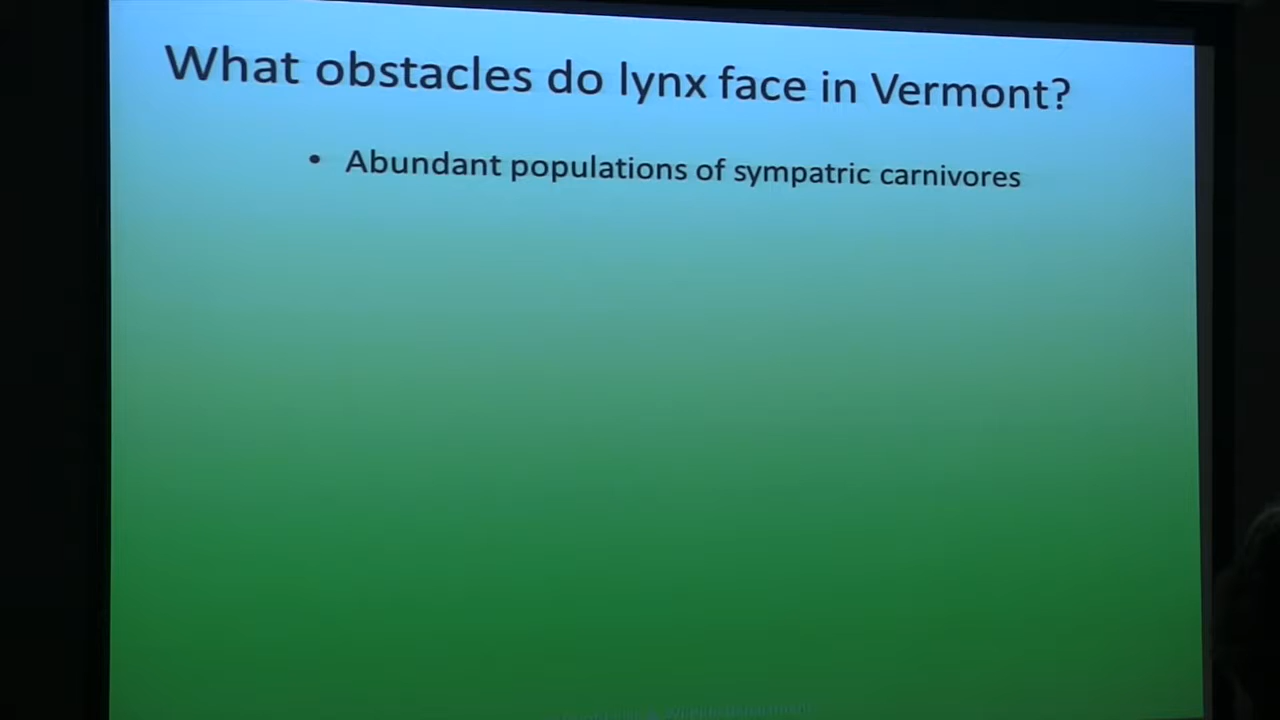 What obstacles do lynx face in Vermont?
• Abundant populations of sympatric carnivores